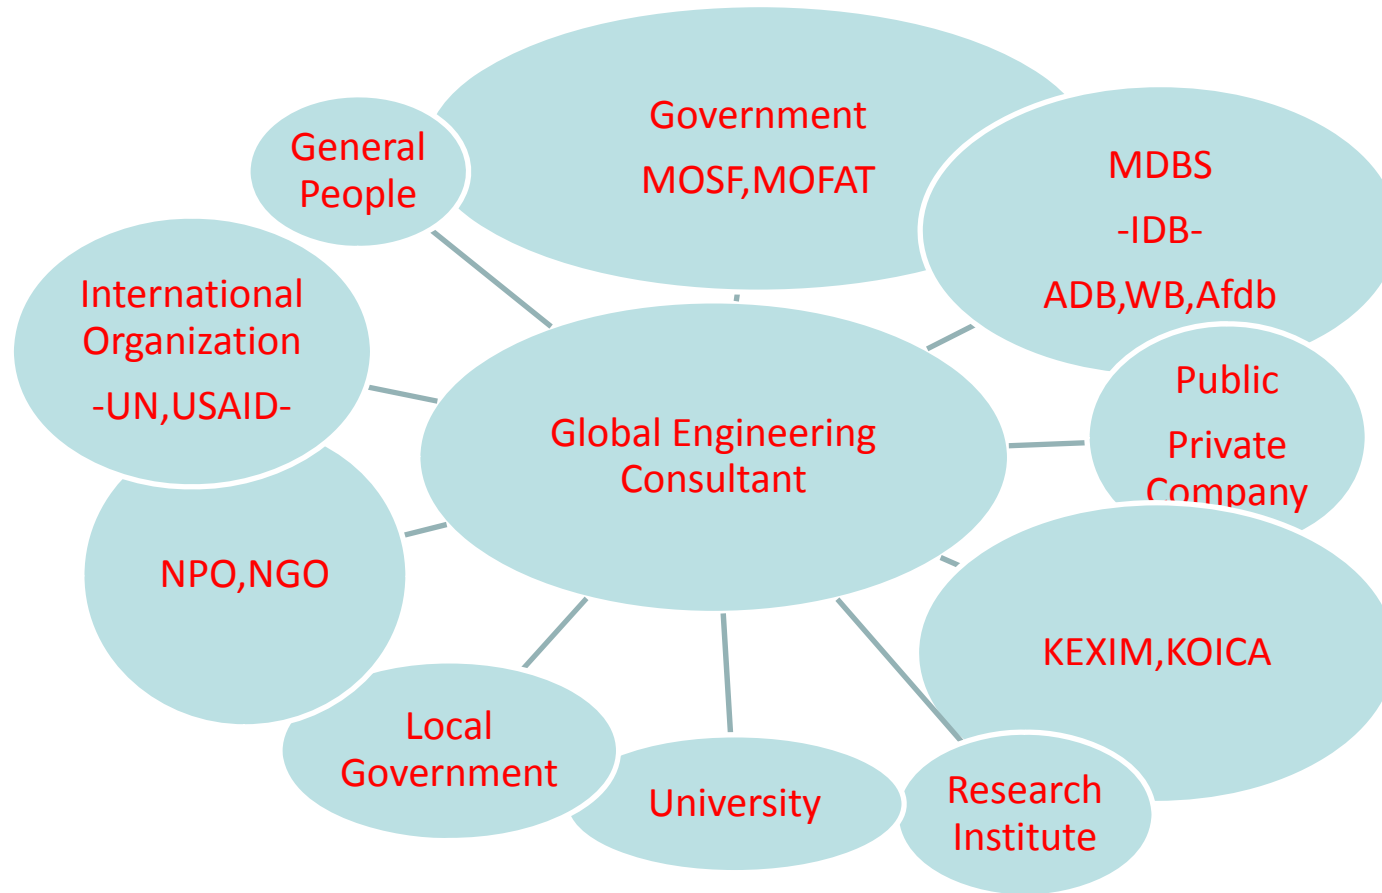 Government
MOSF,MOFAT
General
People
MDBS
-IDB-
ADB,WB,Afdb
International
Organization
-UN,USAID-
Public
Private
Company
Global Engineering
Consultant
NPO,NGO
KEXIM,KOICA
Local
Government
University
Research
Institute